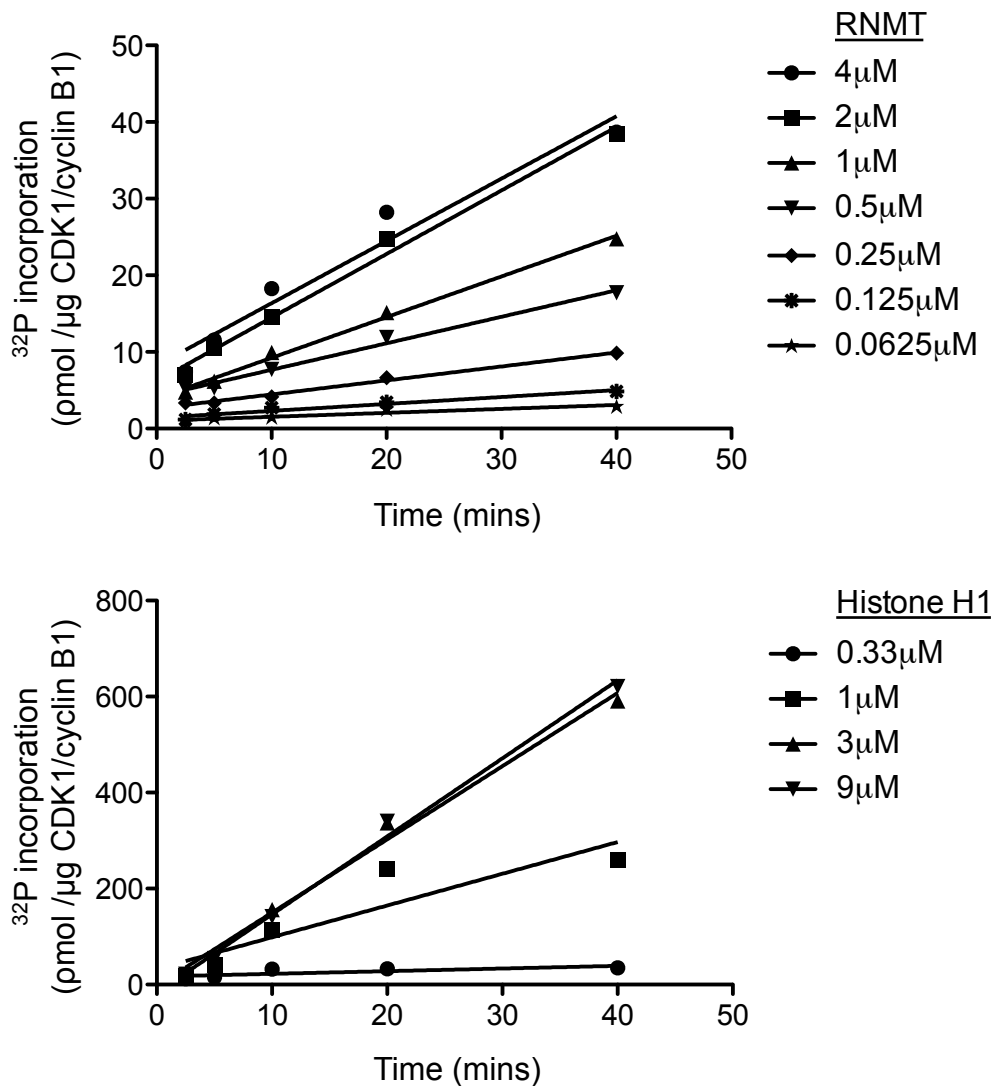 RNMT
4μM
2μM
1μM
0.5μM
0.25μM
0.125μM
0.0625μM
50
40
30
20
10
0
0 10 20 30 40 50
Time (mins)
³²P incorporation
(ρmol /μg CDK1/cyclin B1)
Histone H1
0.33μM
1μM
3μM
9μM
800
600
400
200
0
0 10 20 30 40 50
Time (mins)
³²P incorporation
(ρmol /μg CDK1/cyclin B1)